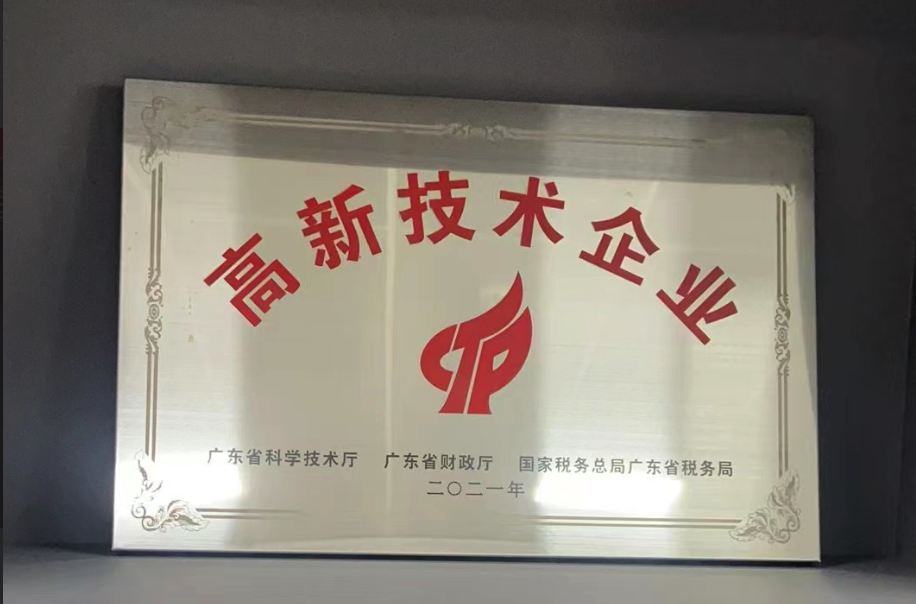 高新技术企业
广东省科学技术厅 广东省财政厅 国家税务总局广东省税务局
二〇二一年